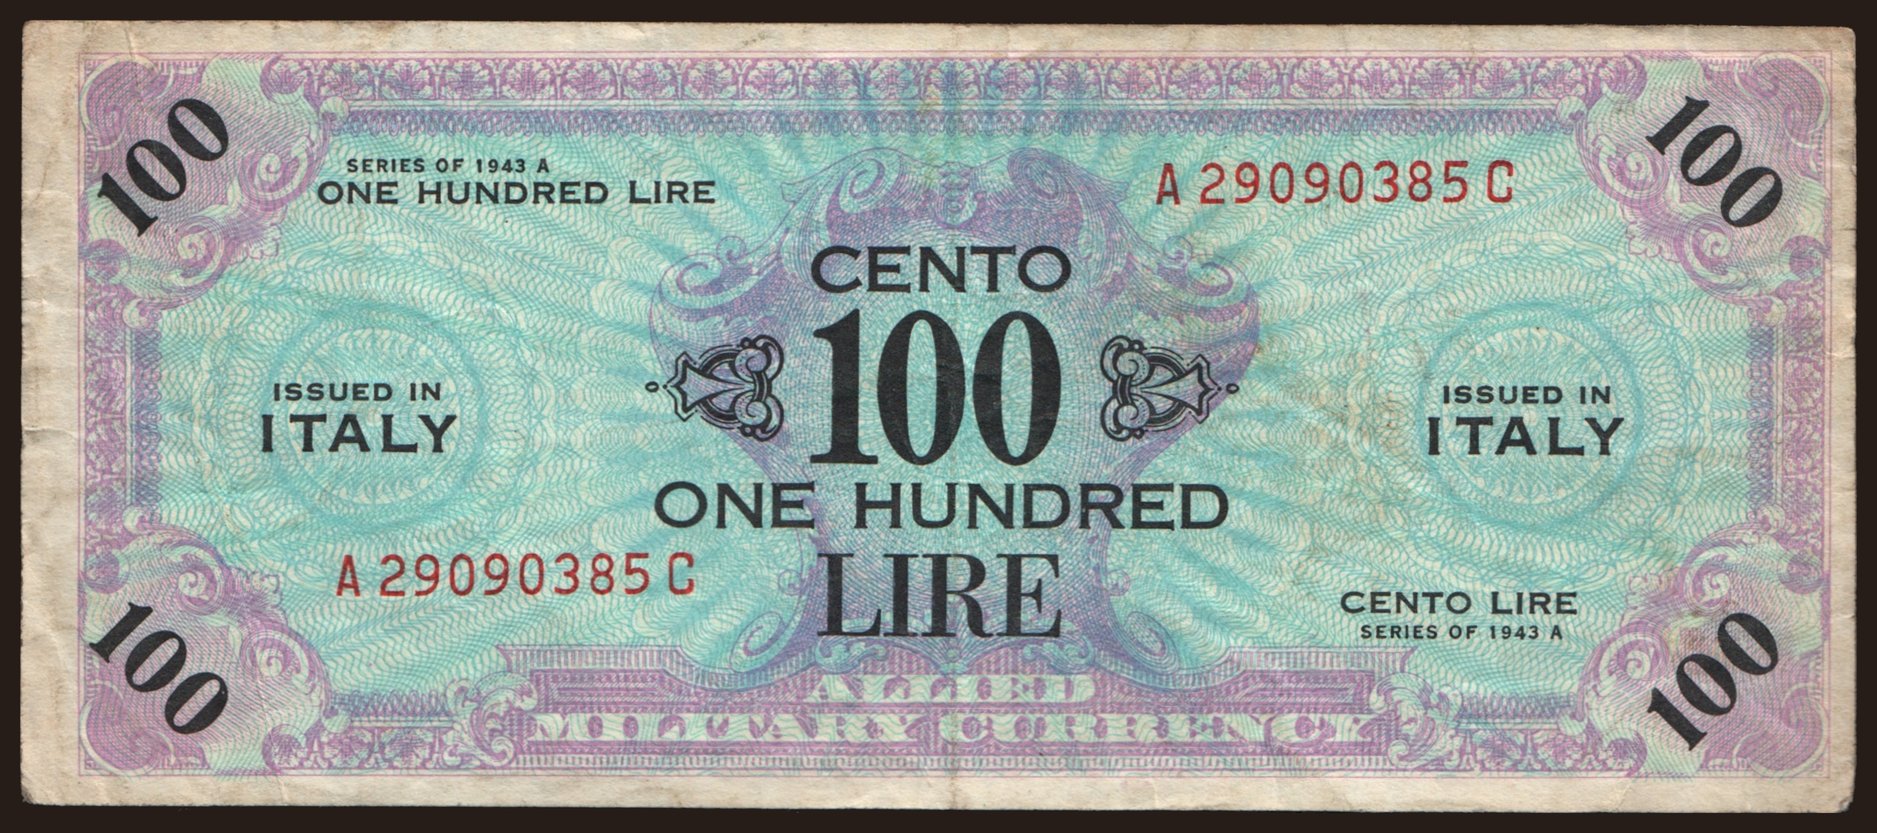 100
100
SERIES OF 1943 A
ONE HUNDRED LIRE
A 29090385 C
CENTO
100
ISSUED IN
ITALY
ISSUED IN
ITALY
ONE HUNDRED
LIRE
A 29090385 C
CENTO LIRE
SERIES OF 1943 A
100
100
ALLIED
MILITARY CURRENCY